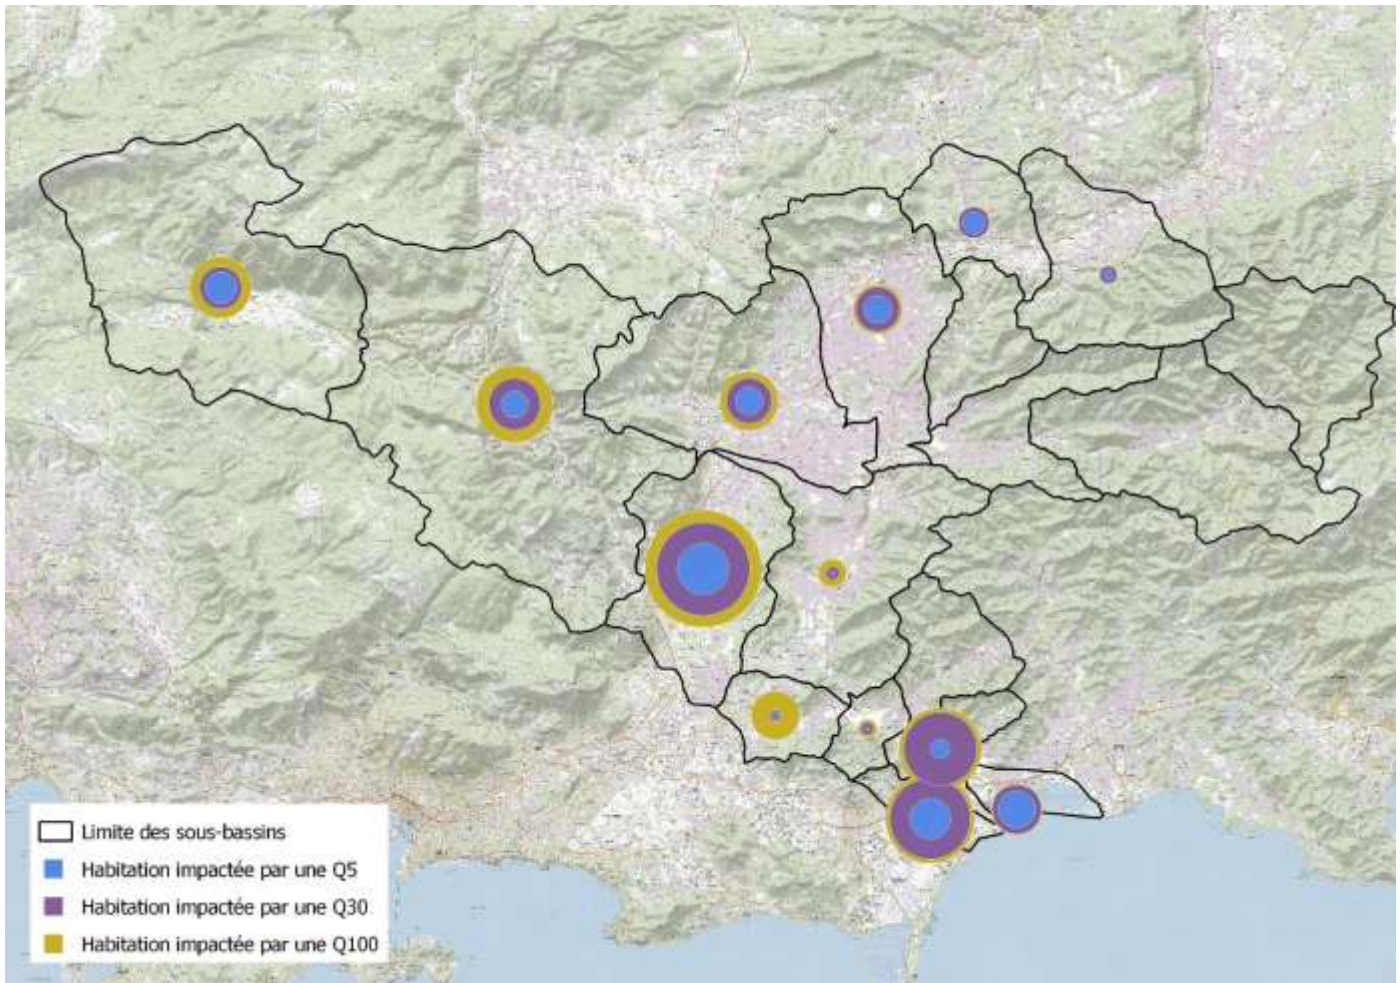 Limite des sous-bassins
Habitation impactée par une Q5
Habitation impactée par une Q30
Habitation impactée par une Q100